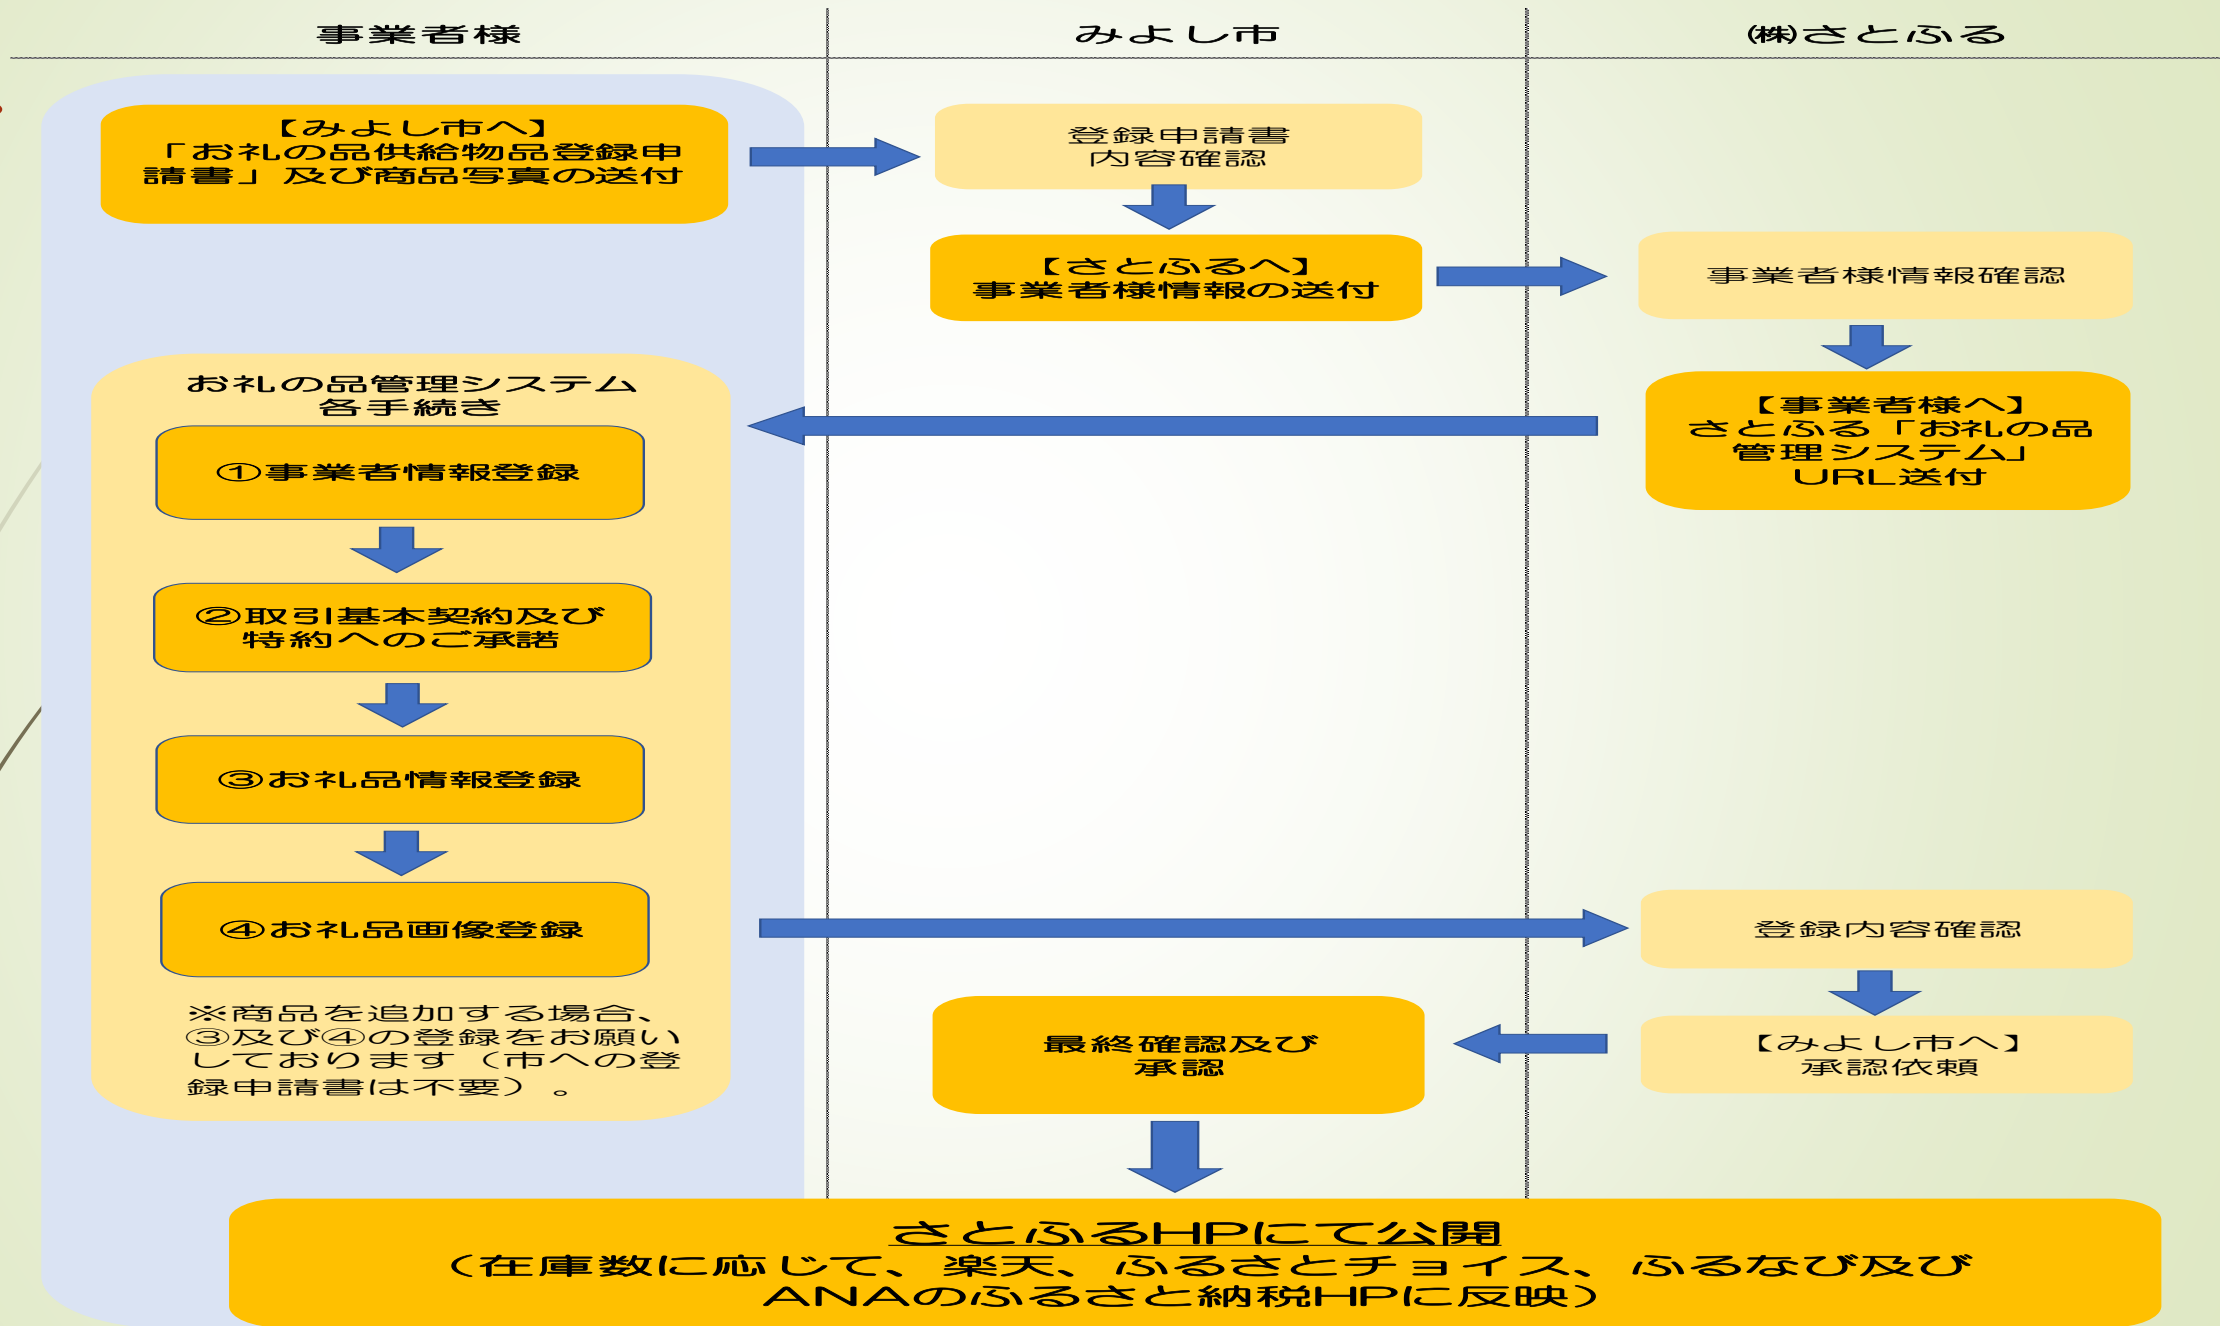 事業者様
みよし市
㈱さとふる
【みよし市へ】
「お礼の品供給物品登録申
請書」及び商品写真の送付
登録申請書
内容確認
【さとふるへ】
事業者様情報の送付
事業者様情報確認
【事業者様へ】
さとふる「お礼の品
管理システム」
URL送付
お礼の品管理システム
各手続き
①事業者情報登録
②取引基本契約及び
特約へのご承諾
③お礼品情報登録
④お礼品画像登録
※商品を追加する場合、
③及び④の登録をお願い
しております（市への登
録申請書は不要）。
登録内容確認
【みよし市へ】
承認依頼
最終確認及び
承認
さとふるHPにて公開
（在庫数に応じて、楽天、ふるさとチョイス、ふるなび及び
ANAのふるさと納税HPに反映）